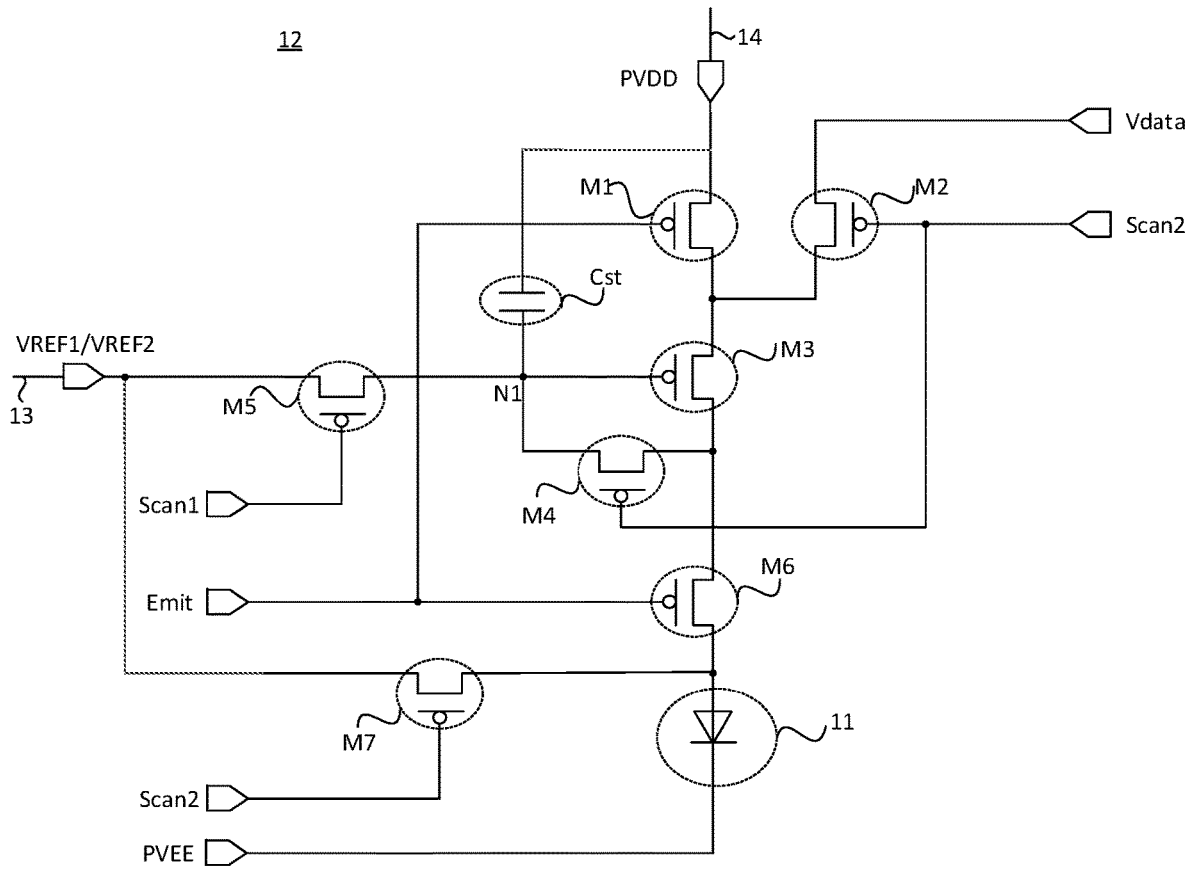 12
14
PVDD
Vdata
M1
M2
Scan2
Cst
VREF1/VREF2
M3
13
M5
N1
Scan1
M4
M6
Emit
11
M7
Scan2
PVEE